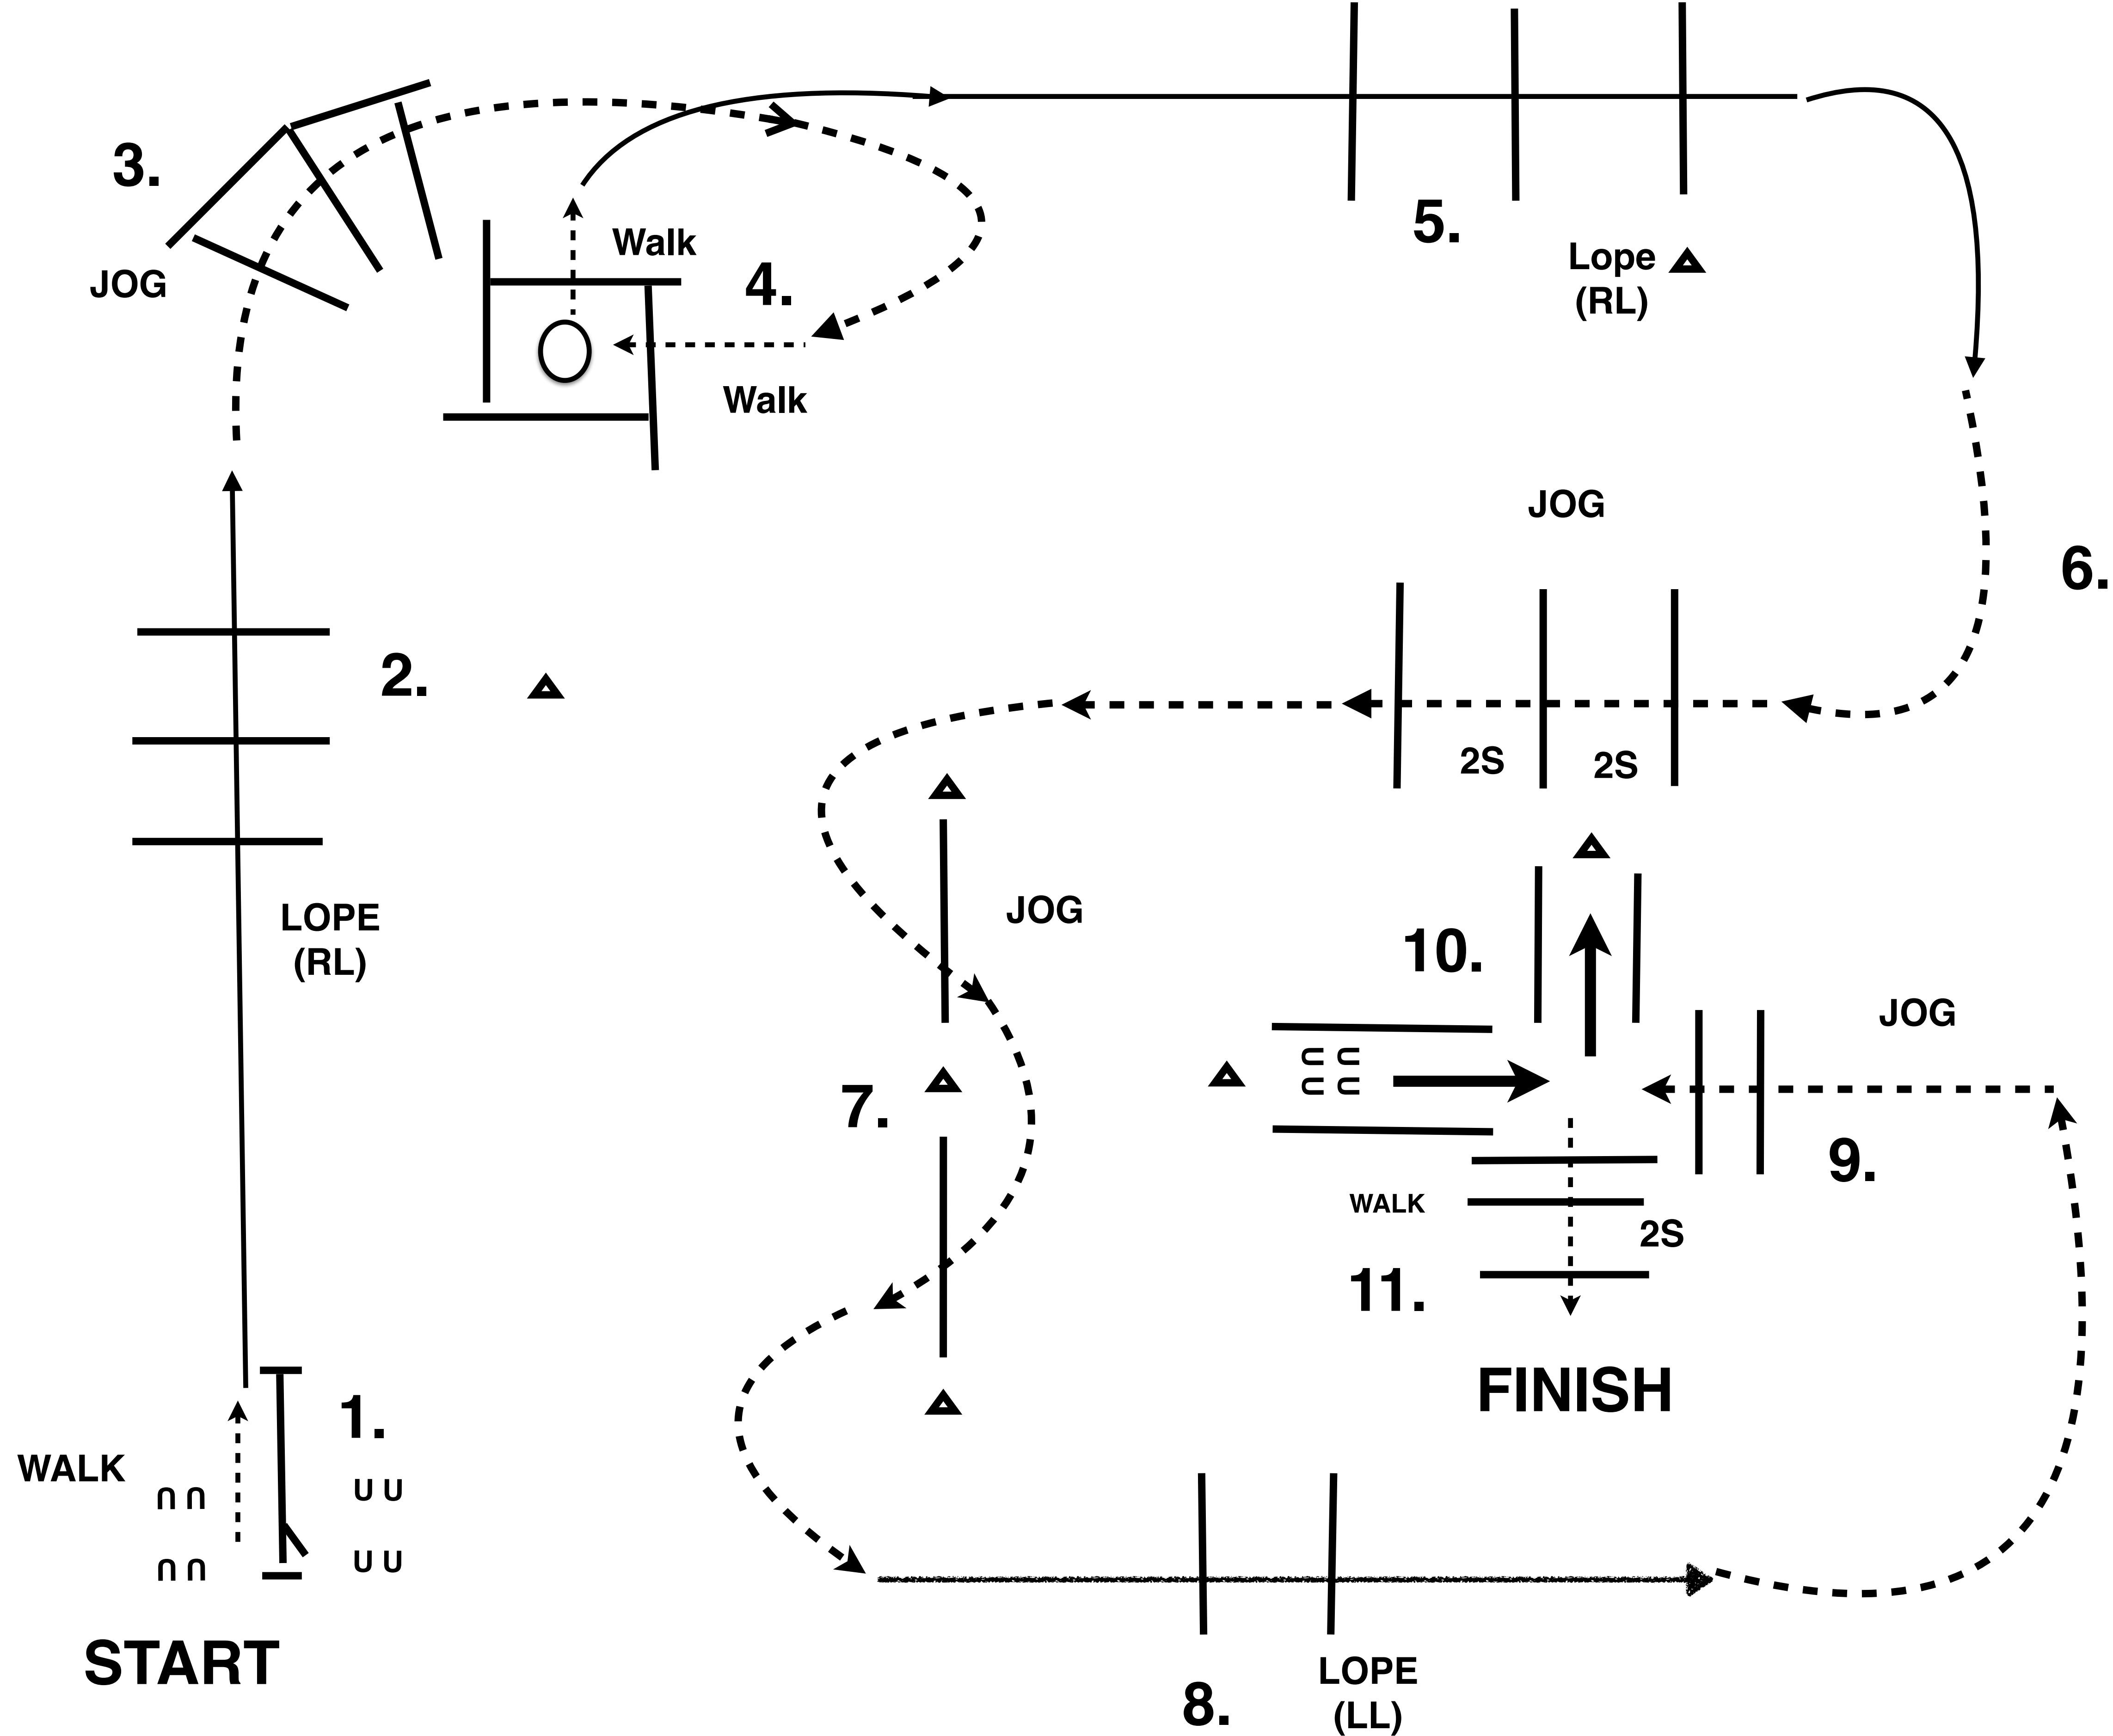 3.
JOG
Walk
4.
Walk
5.
Lope
(RL)
JOG
6.
2.
2S
2S
LOPE
(RL)
JOG
10.
JOG
7.
9.
WALK
2S
11.
FINISH
1.
WALK
START
8.
LOPE
(LL)